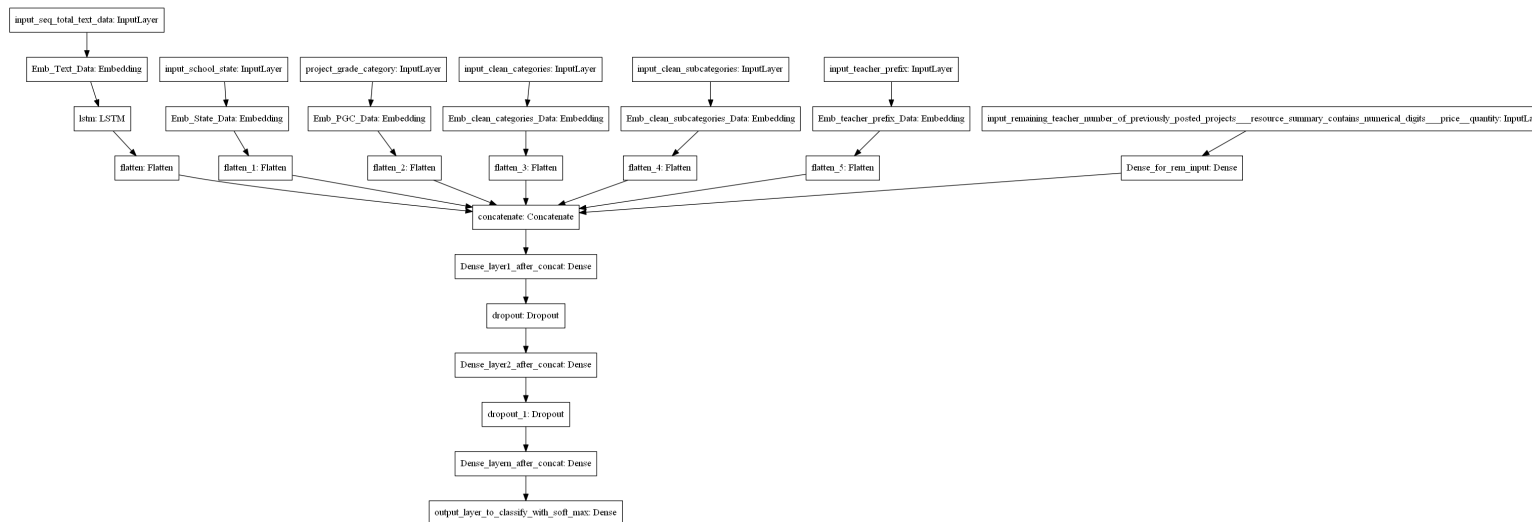 input_seq_total_text_data: InputLayer
Emb_Text_Data: Embedding
input_school_state: InputLayer
project_grade_category: InputLayer
input_clean_categories: InputLayer
input_clean_subcategories: InputLayer
input_teacher_prefix: InputLayer
lstm: LSTM
Emb_State_Data: Embedding
Emb_PGC_Data: Embedding
Emb_clean_categories_Data: Embedding
Emb_clean_subcategories_Data: Embedding
Emb_teacher_prefix_Data: Embedding
input_remaining_teacher_number_of_previously_posted_projects___resource_summary_contains_numerical_digits___price__quantity: InputLa
flatten: Flatten
flatten_1: Flatten
flatten_2: Flatten
flatten_3: Flatten
flatten_4: Flatten
flatten_5: Flatten
Dense_for_rem_input: Dense
concatenate: Concatenate
Dense_layer1_after_concat: Dense
dropout: Dropout
Dense_layer2_after_concat: Dense
dropout_1: Dropout
Dense_layern_after_concat: Dense
output_layer_to_classify_with_soft_max: Dense